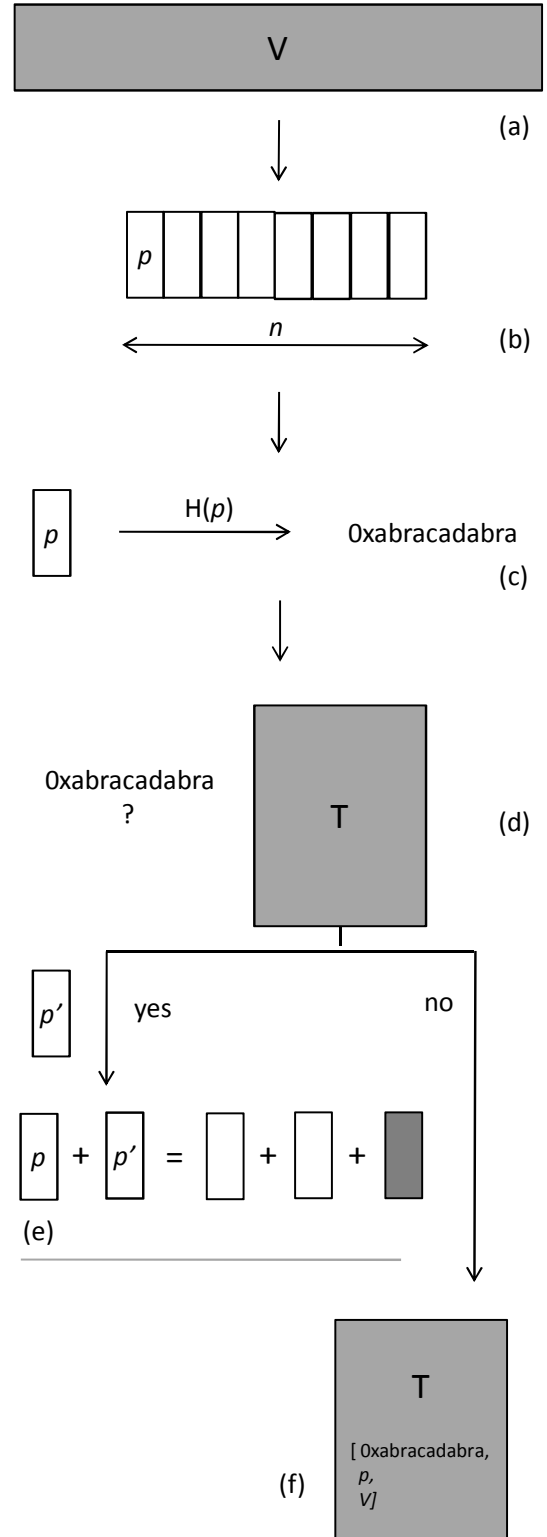 V
(a)
p
n
(b)
p
H(p)
0xabracadabra
(c)
0xabracadabra
?
T
(d)
p'
yes
no
p + p' = + +
(e)
T
[ 0xabracadabra,
p,
V]
(f)